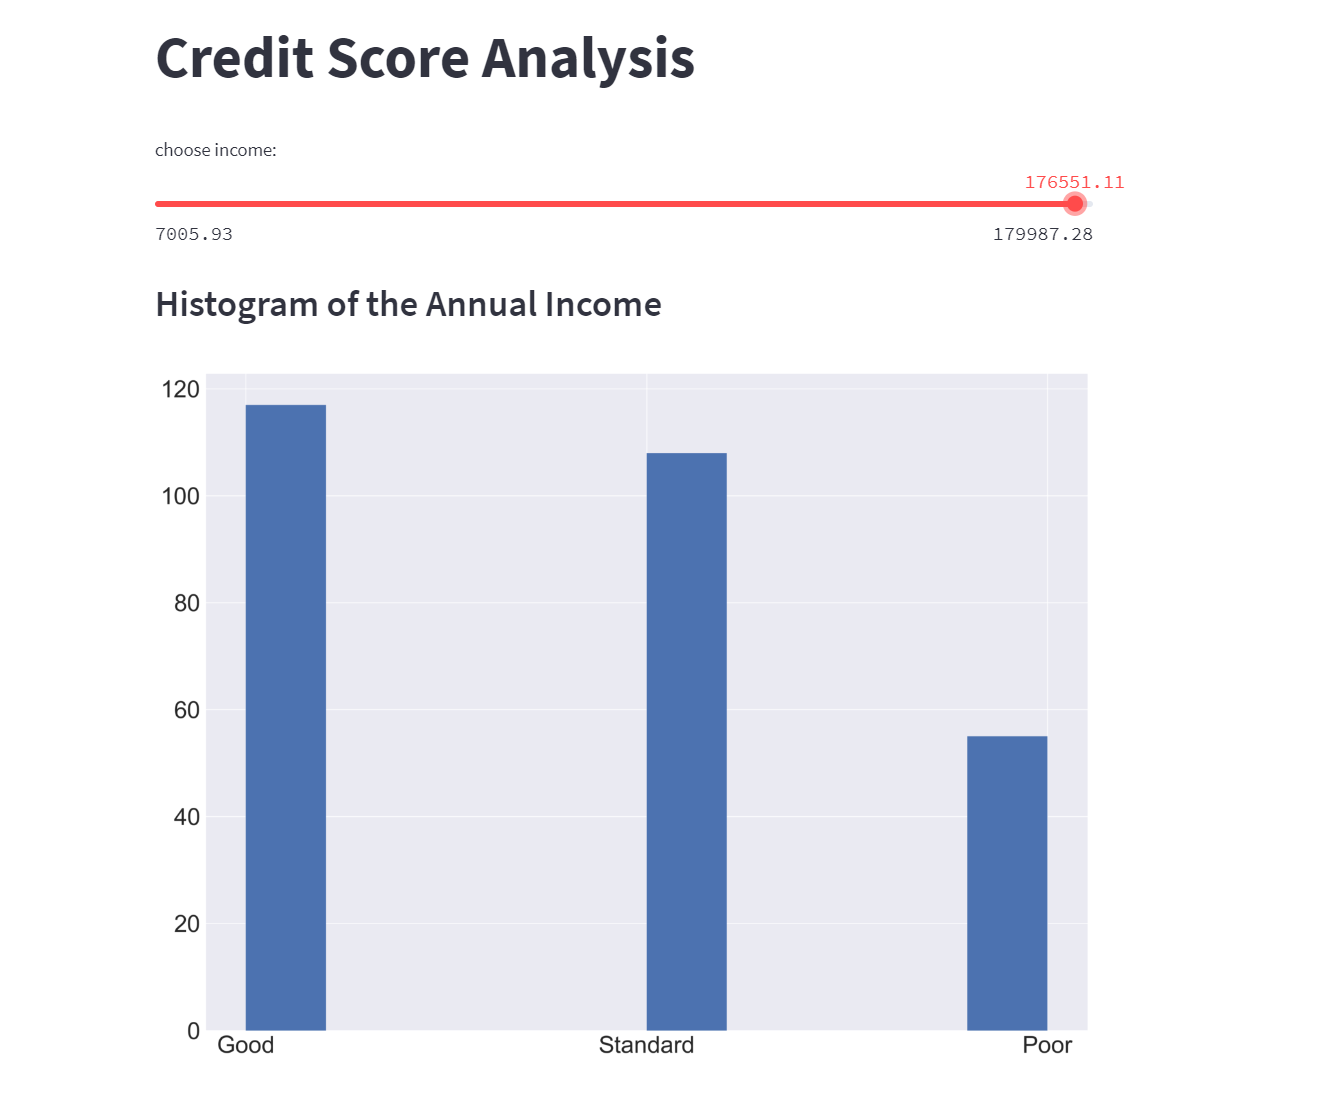 Credit Score Analysis
choose income:
176551.11
7005.93 179987.28
Histogram of the Annual Income
120
100
80
60
40
20
0
Good Standard Poor